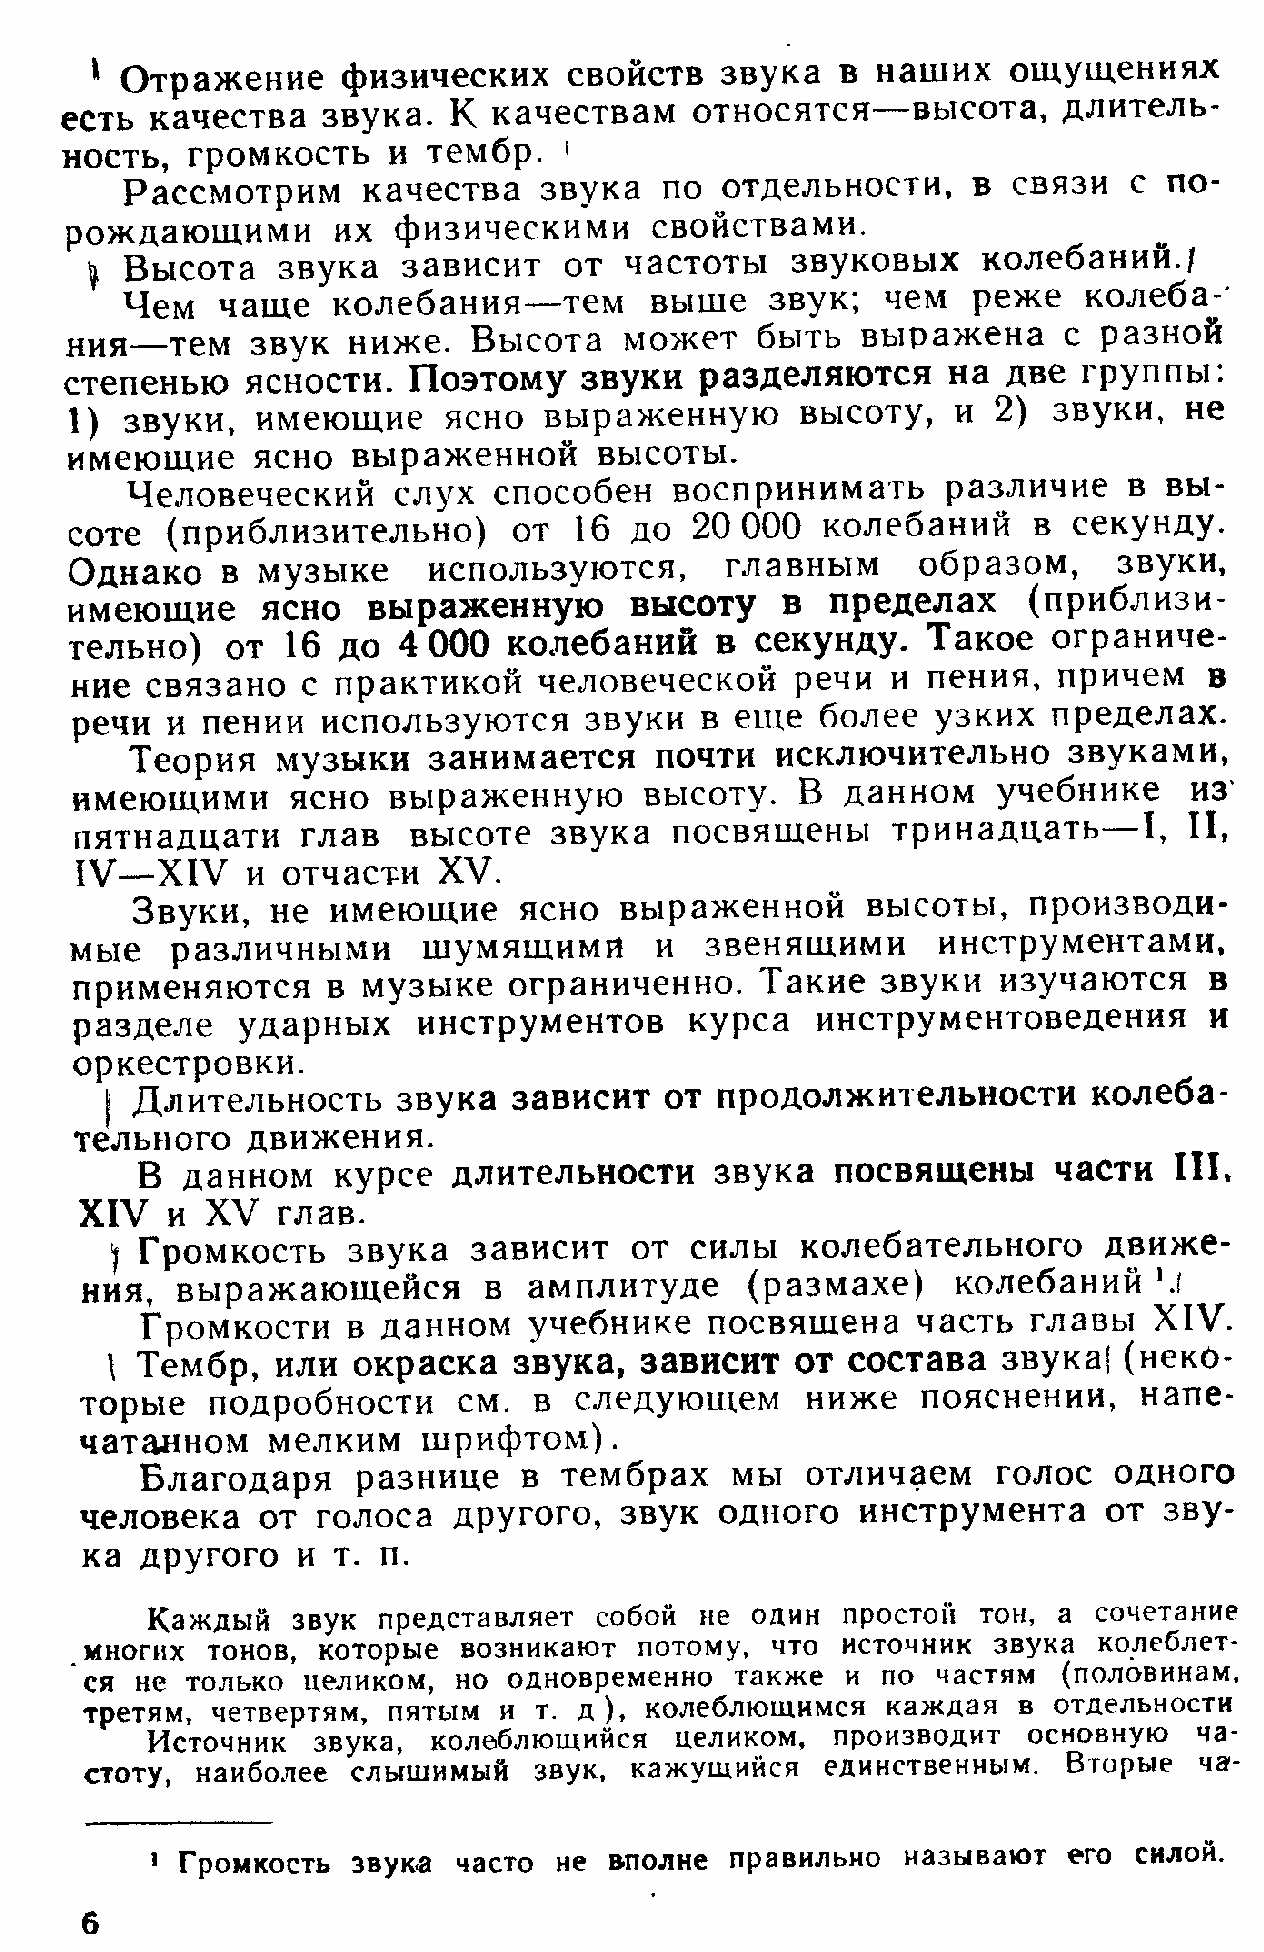 Отражение физических свойств звука в наших ощущениях
есть качества звука. К качествам относятся—высота, длитель-
ность, громкость и тембр.
Рассмотрим качества звука по отдельности, в связи с по-
рождающими их физическими свойствами.
Высота звука зависит от частоты звуковых колебаний.
Чем чаще колебания—тем выше звук; чем реже колеба-
ния—тем звук ниже. Высота может быть выражена с разной
степенью ясности. Поэтому звуки разделяются на две группы:
1) звуки, имеющие ясно выраженную высоту, и 2) звуки, не
имеющие ясно выраженной высоты.
Человеческий слух способен воспринимать различие в вы-
соте (приблизительно) от 16 до 20 000 колебаний в секунду.
Однако в музыке используются, главным образом, звуки,
имеющие ясно выраженную высоту в пределах (приблизи-
тельно) от 16 до 4 000 колебаний в секунду. Такое ограниче-
ние связано с практикой человеческой речи и пения, причем в
речи и пении используются звуки в еще более узких пределах.
Теория музыки занимается почти исключительно звуками,
имеющими ясно выраженную высоту. В данном учебнике из
пятнадцати глав высоте звука посвящены тринадцать—I, II,
IV—XIV и отчасти XV.
Звуки, не имеющие ясно выраженной высоты, производи-
мые различными шумящими и звенящими инструментами,
применяются в музыке ограниченно. Такие звуки изучаются в
разделе ударных инструментов курса инструментоведения и
оркестровки.
Длительность звука зависит от продолжительности колеба-
тельного движения.
В данном курсе длительности звука посвящены части III,
XIV и XV глав.
Громкость звука зависит от силы колебательного движе-
ния, выражающейся в амплитуде (размахе) колебаний ¹.
Громкости в данном учебнике посвящена часть главы XIV.
Тембр, или окраска звука, зависит от состава звука (неко-
торые подробности см. в следующем ниже пояснении, напе-
чатанном мелким шрифтом).
Благодаря разнице в тембрах мы отличаем голос одного
человека от голоса другого, звук одного инструмента от зву-
ка другого и т. п.
Каждый звук представляет собой не один простой тон, а сочетание
многих тонов, которые возникают потому, что источник звука колеблет-
ся не только целиком, но одновременно также и по частям (половинам,
третям, четвертям, пятым и т. д), колеблющимся каждая в отдельности
Источник звука, колеблющийся целиком, производит основную ча-
стоту, наиболее слышимый звук, кажущийся единственным. Вторые ча-
¹ Громкость звука часто не вполне правильно называют его силой.
6